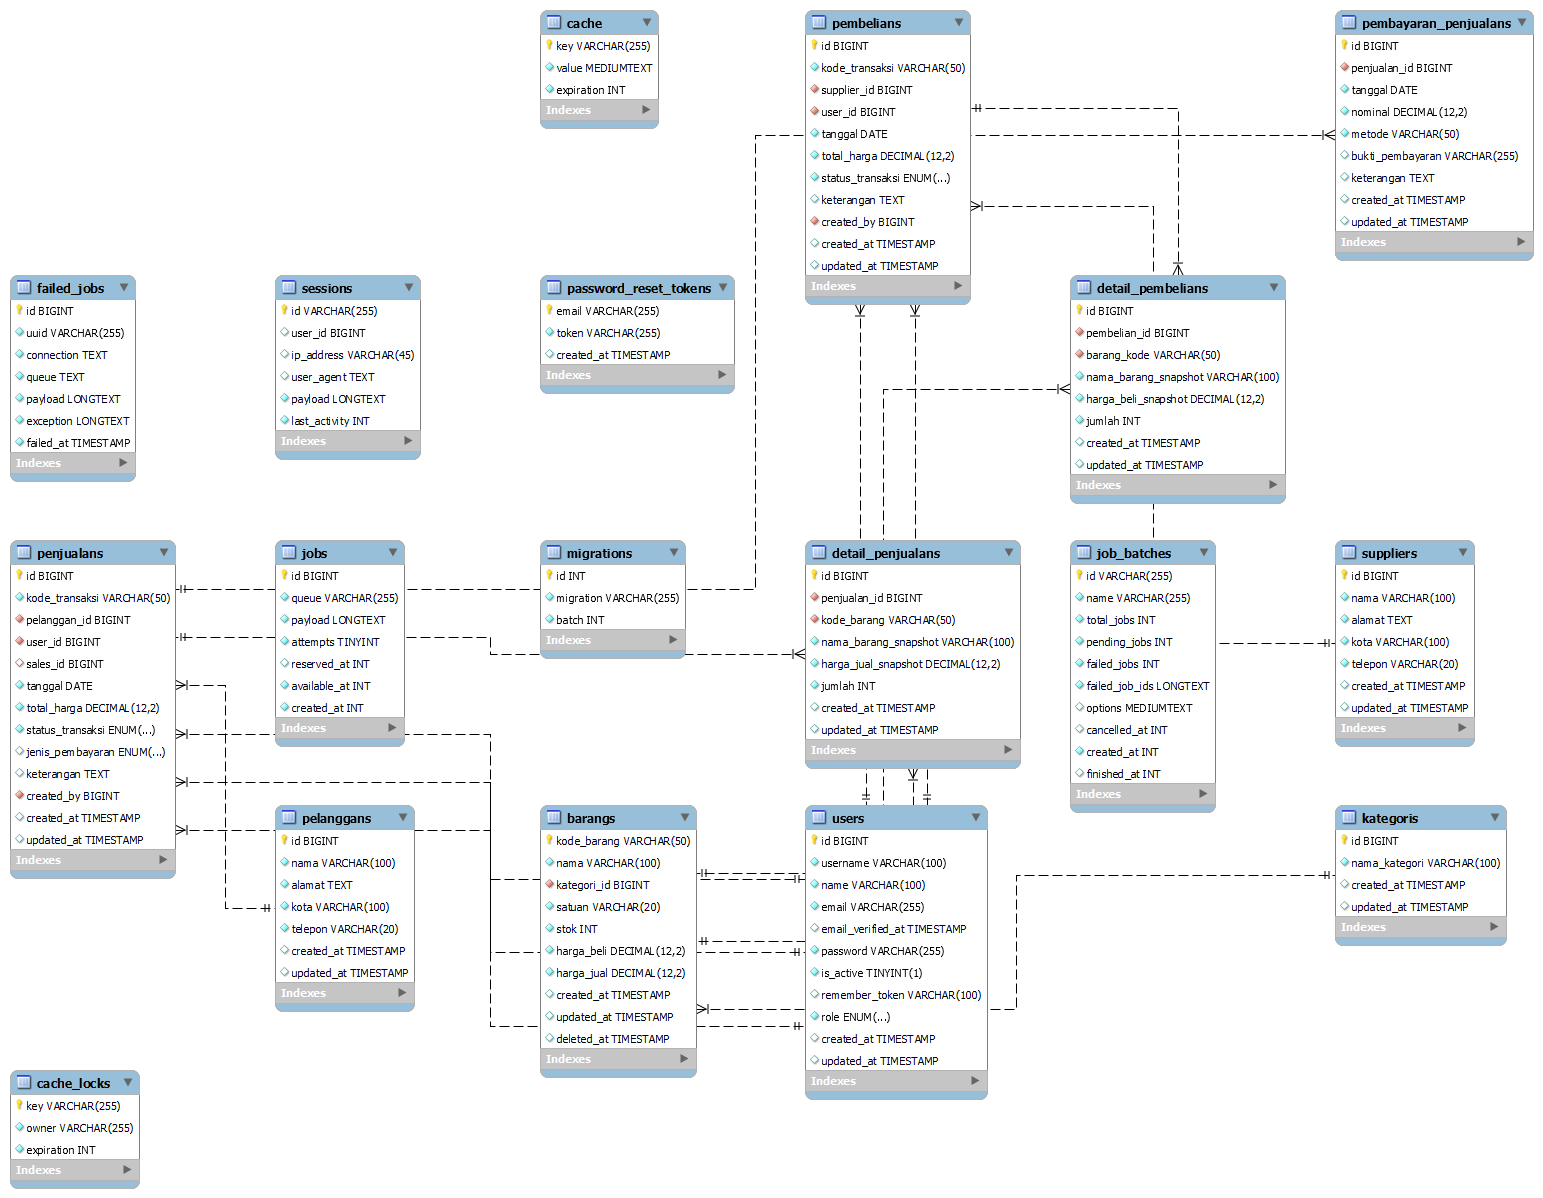 cache
key VARCHAR(255)
value MEDIUMTEXT
expiration INT
Indexes
pembelians
id BIGINT
kode_transaksi VARCHAR(50)
supplier_id BIGINT
user_id BIGINT
tanggal DATE
total_harga DECIMAL(12,2)
status_transaksi ENUM(...)
keterangan TEXT
created_by BIGINT
created_at TIMESTAMP
updated_at TIMESTAMP
Indexes
pembayaran_penjualans
id BIGINT
penjualan_id BIGINT
tanggal DATE
nominal DECIMAL(12,2)
metode VARCHAR(50)
bukti_pembayaran VARCHAR(255)
keterangan TEXT
created_at TIMESTAMP
updated_at TIMESTAMP
Indexes
failed_jobs
id BIGINT
uuid VARCHAR(255)
connection TEXT
queue TEXT
payload LONGTEXT
exception LONGTEXT
failed_at TIMESTAMP
Indexes
sessions
id VARCHAR(255)
user_id BIGINT
ip_address VARCHAR(45)
user_agent TEXT
payload LONGTEXT
last_activity INT
Indexes
password_reset_tokens
email VARCHAR(255)
token VARCHAR(255)
created_at TIMESTAMP
Indexes
detail_pembelians
id BIGINT
pembelian_id BIGINT
barang_kode VARCHAR(50)
nama_barang_snapshot VARCHAR(100)
harga_beli_snapshot DECIMAL(12,2)
jumlah INT
created_at TIMESTAMP
updated_at TIMESTAMP
Indexes
penjualans
id BIGINT
kode_transaksi VARCHAR(50)
pelanggan_id BIGINT
user_id BIGINT
sales_id BIGINT
tanggal DATE
total_harga DECIMAL(12,2)
status_transaksi ENUM(...)
jenis_pembayaran ENUM(...)
keterangan TEXT
created_by BIGINT
created_at TIMESTAMP
updated_at TIMESTAMP
Indexes
jobs
id BIGINT
queue VARCHAR(255)
payload LONGTEXT
attempts TINYINT
reserved_at INT
available_at INT
created_at INT
Indexes
migrations
id INT
migration VARCHAR(255)
batch INT
Indexes
detail_penjualans
id BIGINT
penjualan_id BIGINT
kode_barang VARCHAR(50)
nama_barang_snapshot VARCHAR(100)
harga_jual_snapshot DECIMAL(12,2)
jumlah INT
created_at TIMESTAMP
updated_at TIMESTAMP
Indexes
job_batches
id VARCHAR(255)
name VARCHAR(255)
total_jobs INT
pending_jobs INT
failed_jobs INT
failed_job_ids LONGTEXT
options MEDIUMTEXT
cancelled_at INT
created_at INT
finished_at INT
Indexes
suppliers
id BIGINT
nama VARCHAR(100)
alamat TEXT
kota VARCHAR(100)
telepon VARCHAR(20)
created_at TIMESTAMP
updated_at TIMESTAMP
Indexes
pelanggans
id BIGINT
nama VARCHAR(100)
alamat TEXT
kota VARCHAR(100)
telepon VARCHAR(20)
created_at TIMESTAMP
updated_at TIMESTAMP
Indexes
barangs
kode_barang VARCHAR(50)
nama VARCHAR(100)
kategori_id BIGINT
satuan VARCHAR(20)
stok INT
harga_beli DECIMAL(12,2)
harga_jual DECIMAL(12,2)
created_at TIMESTAMP
updated_at TIMESTAMP
deleted_at TIMESTAMP
Indexes
users
id BIGINT
username VARCHAR(100)
name VARCHAR(100)
email VARCHAR(255)
email_verified_at TIMESTAMP
password VARCHAR(255)
is_active TINYINT(1)
remember_token VARCHAR(100)
role ENUM(...)
created_at TIMESTAMP
updated_at TIMESTAMP
Indexes
kategoris
id BIGINT
nama_kategori VARCHAR(100)
created_at TIMESTAMP
updated_at TIMESTAMP
Indexes
cache_locks
key VARCHAR(255)
owner VARCHAR(255)
expiration INT
Indexes